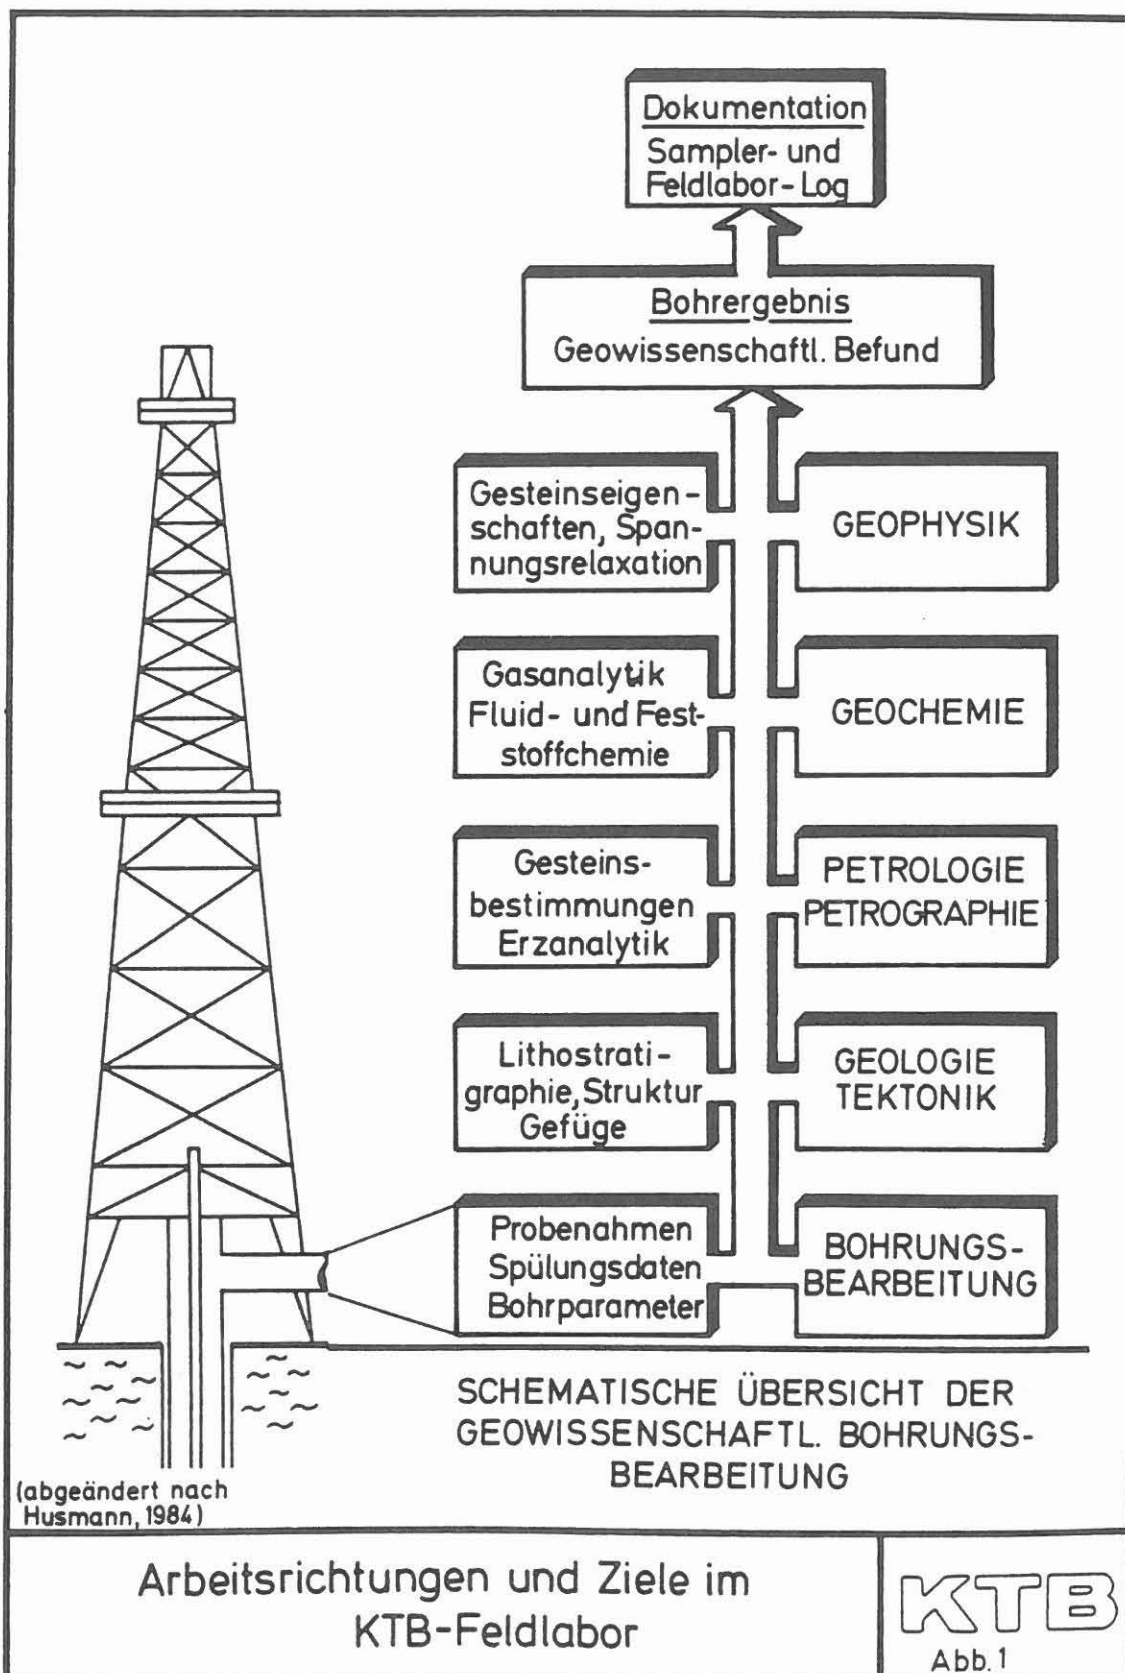 Dokumentation
Sampler- und
Feldlabor-Log
Bohrergebnis
Geowissenschaftl. Befund
Gesteinseigen-
schaften, Span-
nungsrelaxation
GEOPHYSIK
Gasanalytik
Fluid- und Fest-
stoffchemie
GEOCHEMIE
Gesteins-
bestimmungen
Erzanalytik
PETROLOGIE
PETROGRAPHIE
Lithostrati-
graphie, Struktur
Gefüge
GEOLOGIE
TEKTONIK
Probenahmen
Spülungsdaten
Bohrparameter
BOHRUNGS-
BEARBEITUNG
SCHEMATISCHE ÜBERSICHT DER
GEOWISSENSCHAFTL. BOHRUNGS-
BEARBEITUNG
(abgeändert nach
Husmann, 1984)
Arbeitsrichtungen und Ziele im
KTB-Feldlabor
KTB
Abb. 1